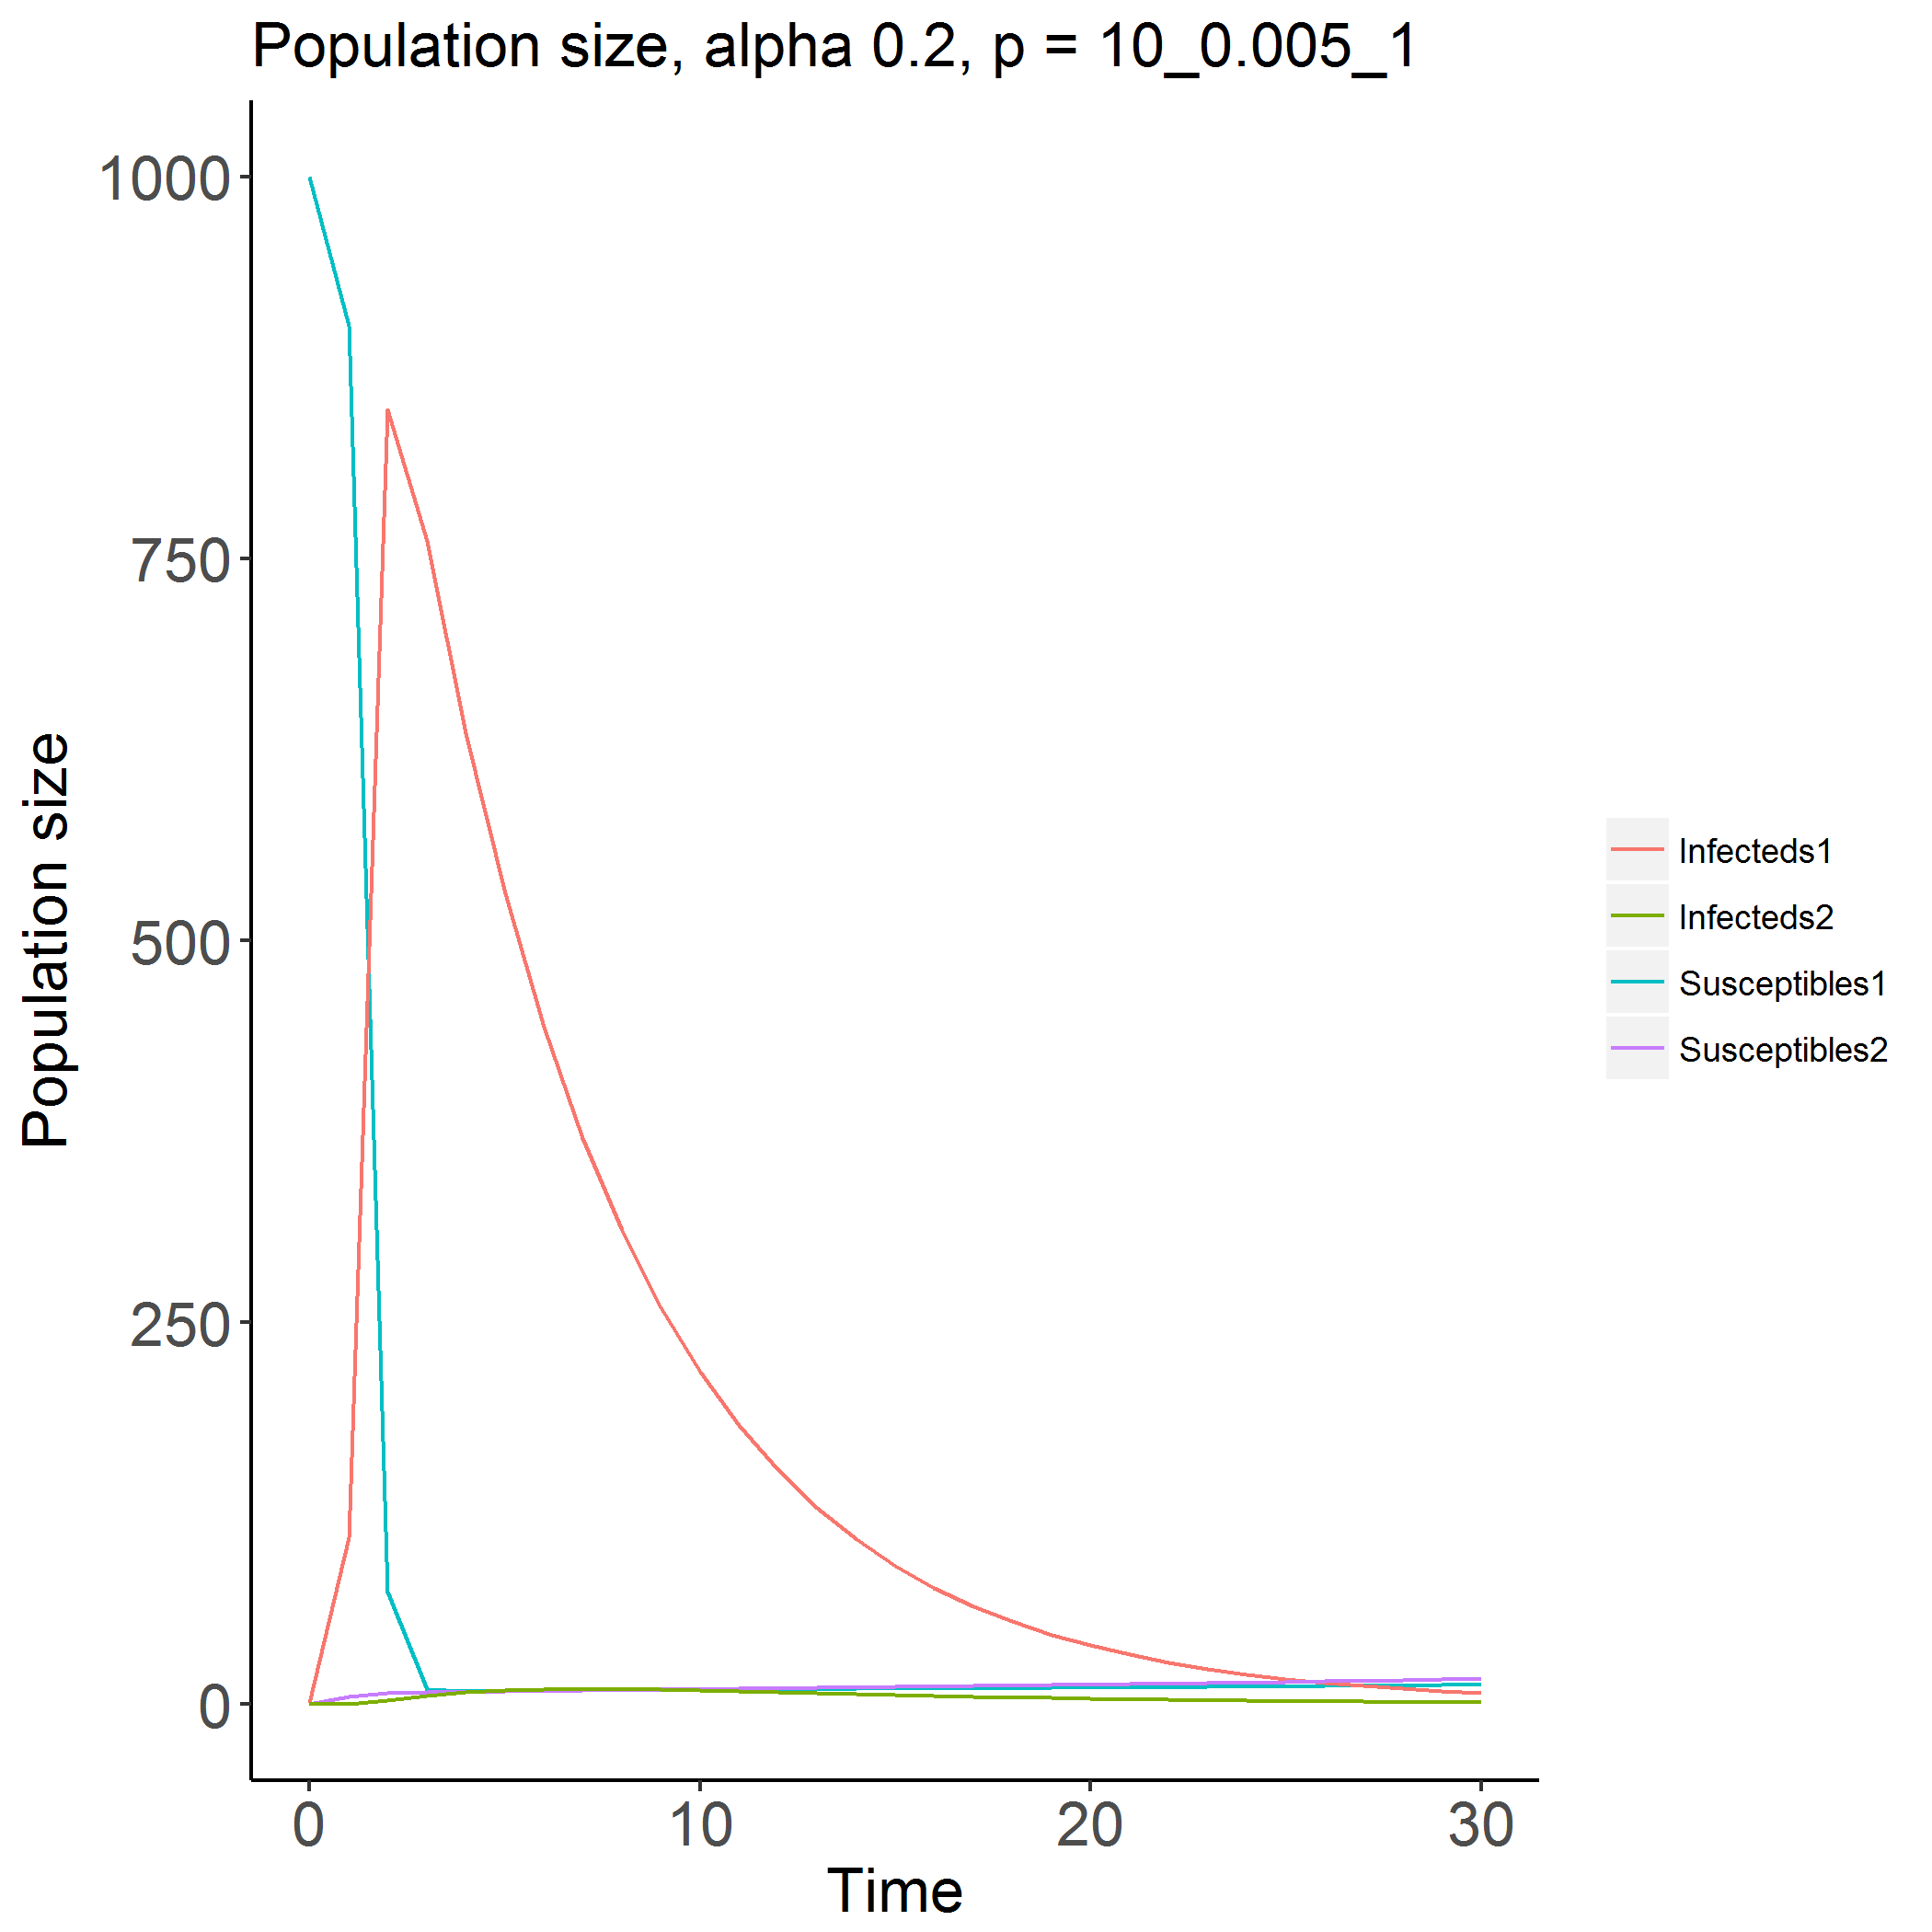 Population size, alpha 0.2, p = 10_0.005_1
1000
750
500
250
0
Population size
0 10 20 30
Time
Infecteds1
Infecteds2
Susceptibles1
Susceptibles2